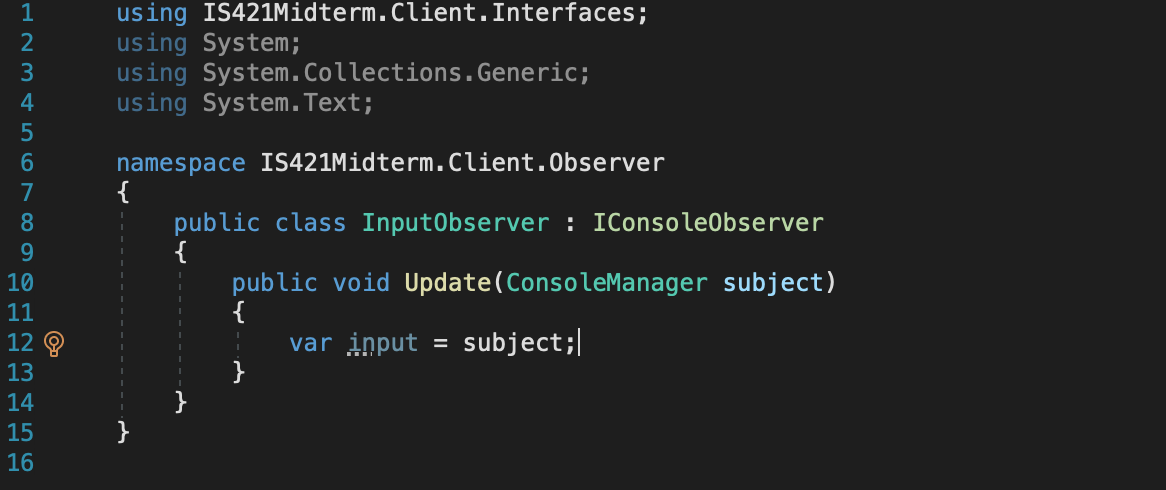 1 using IS421Midterm.Client.Interfaces;
2 using System;
3 using System.Collections.Generic;
4 using System.Text;
5
6 namespace IS421Midterm.Client.Observer
7 {
8 public class InputObserver : IConsoleObserver
9 {
10 public void Update(ConsoleManager subject)
11 {
12 var input = subject;
13 }
14 }
15 }
16